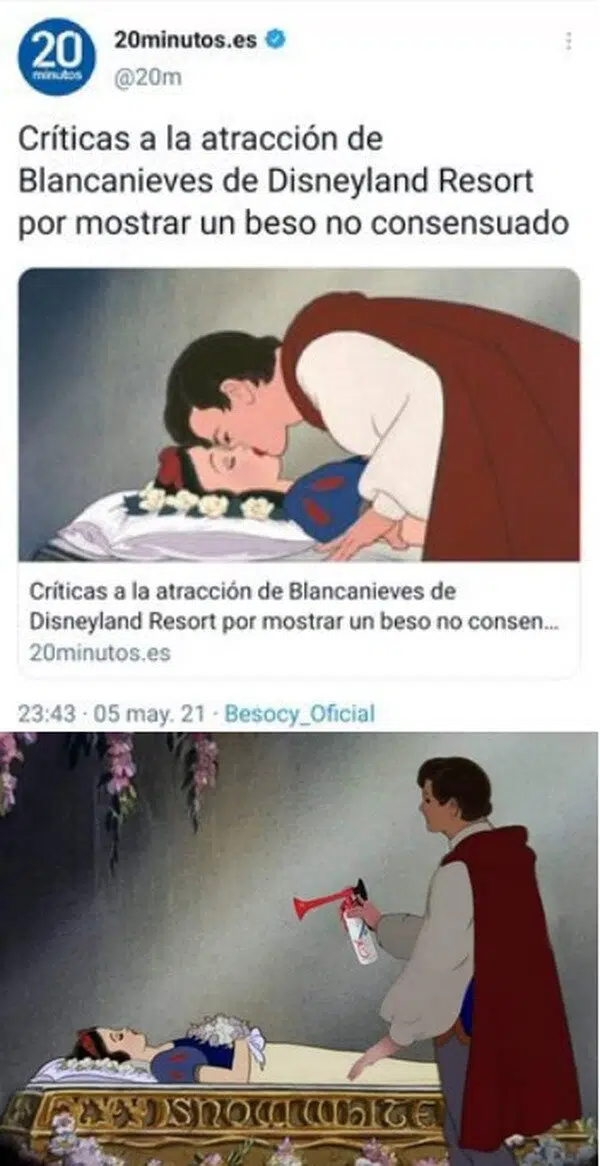 20
minutos
20minutos.es
@20m
Críticas a la atracción de
Blancanieves de Disneyland Resort
por mostrar un beso no consensuado
Críticas a la atracción de Blancanieves de
Disneyland Resort por mostrar un beso no consen...
20minutos.es
23:43 · 05 may. 21 · Besocy_Oficial